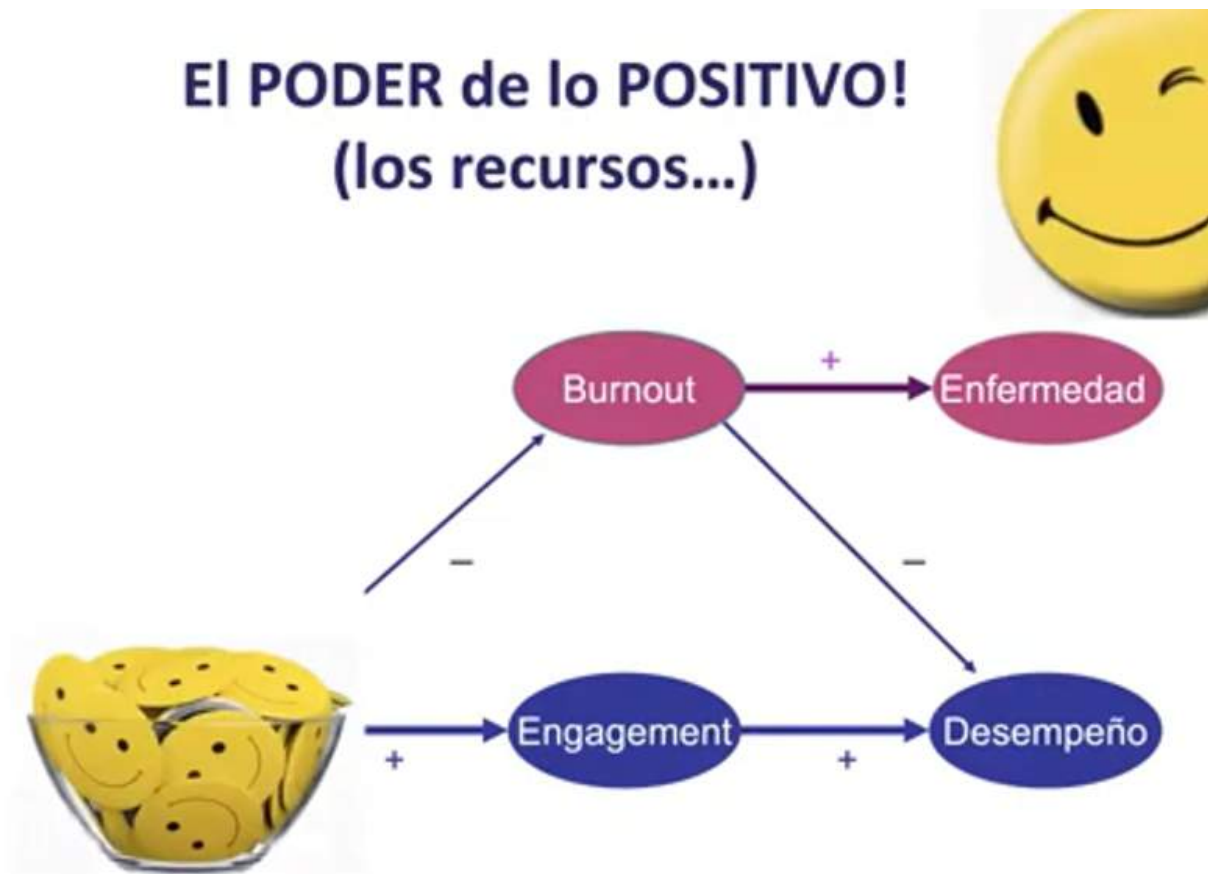 El PODER de lo POSITIVO!
(los recursos...)
Burnout
+
Enfermedad
–
–
Engagement
Desempeño
+
+